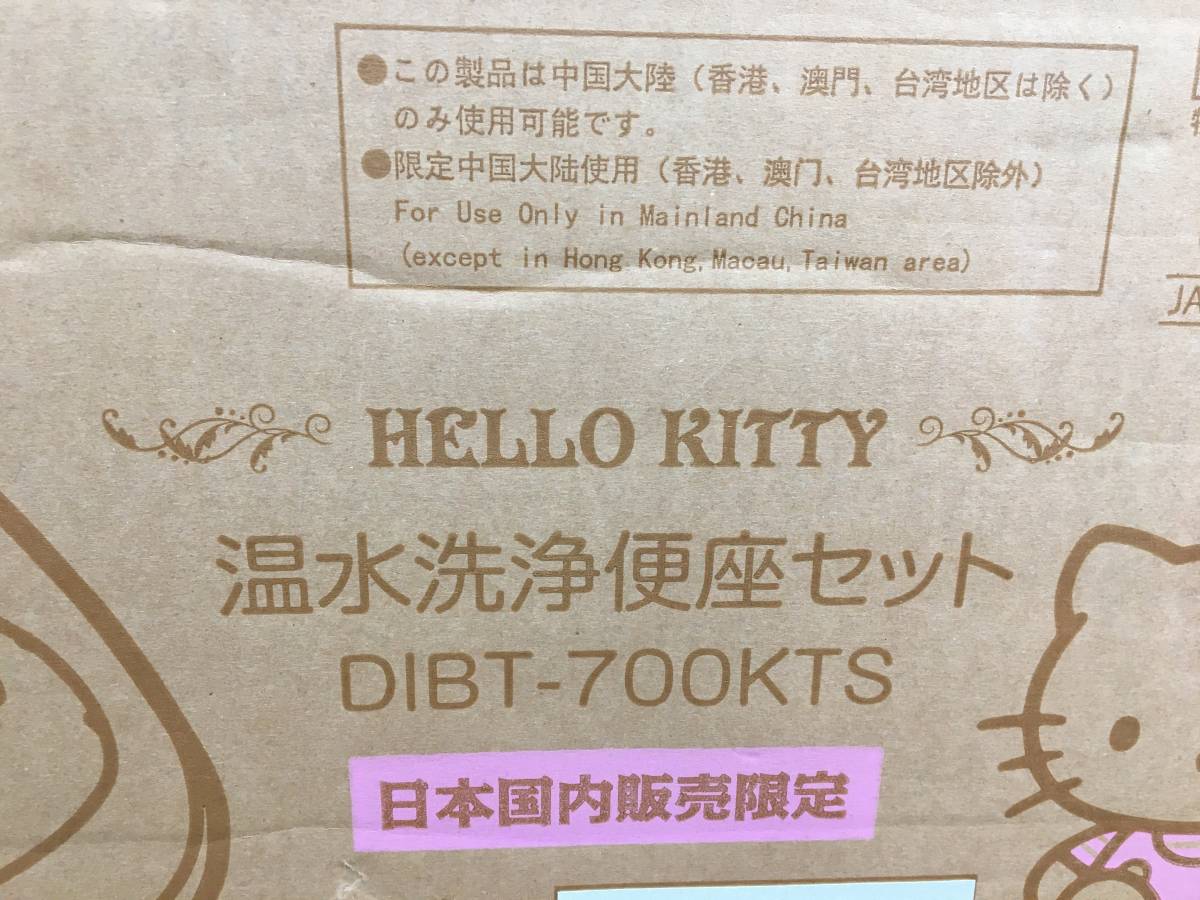 ●この製品は中国大陸（香港、澳門、台湾地区は除く）
のみ使用可能です。
●限定中国大陆使用（香港、澳门、台湾地区除外）
For Use Only in Mainland China
(except in Hong Kong, Macau, Taiwan area)
JA
HELLO KITTY
温水洗浄便座セット
DIBT-700KTS
日本国内販売限定